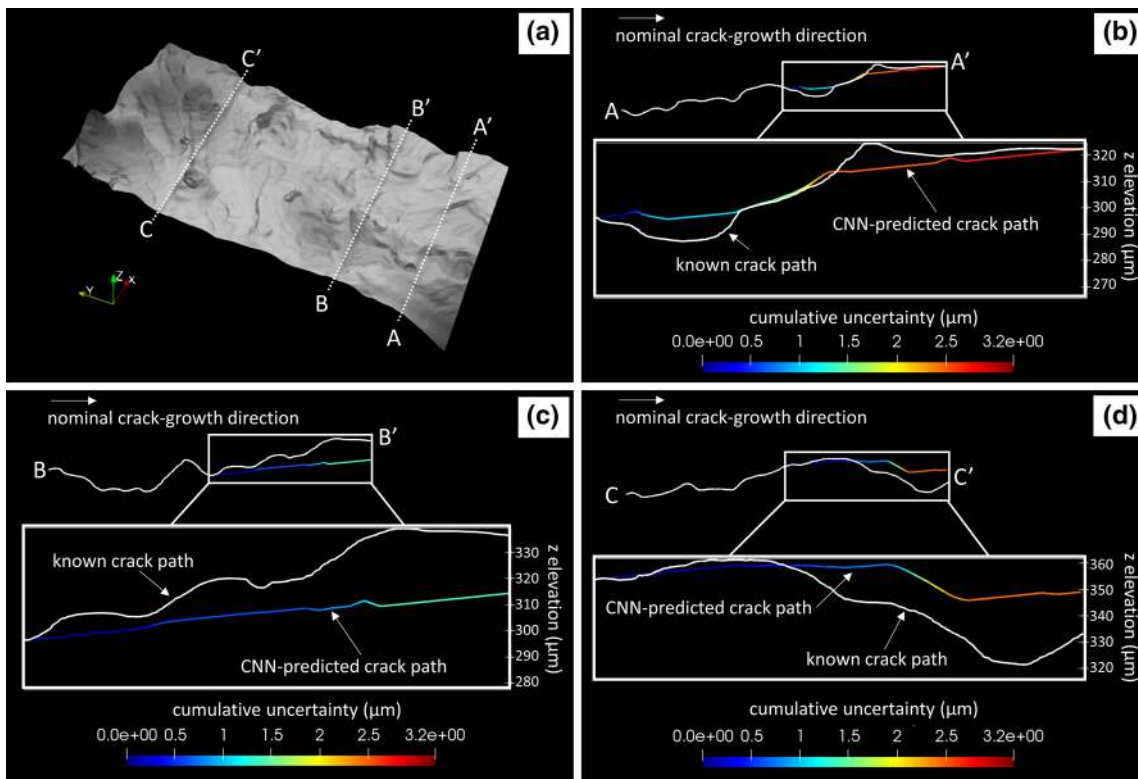 (a)
C'
B'
A'
C
B
A
Z
X
Y
(b)
nominal crack-growth direction
A'
A
320
310
300
290
280
270
z elevation (µm)
CNN-predicted crack path
known crack path
cumulative uncertainty (µm)
0.0e+00 0.5 1 1.5 2 2.5 3.2e+00
(c)
nominal crack-growth direction
B'
B
known crack path
330
320
310
300
290
280
z elevation (µm)
CNN-predicted crack path
cumulative uncertainty (µm)
0.0e+00 0.5 1 1.5 2 2.5 3.2e+00
(d)
nominal crack-growth direction
C'
C
360
350
340
330
320
z elevation (µm)
CNN-predicted crack path
known crack path
cumulative uncertainty (µm)
0.0e+00 0.5 1 1.5 2 2.5 3.2e+00